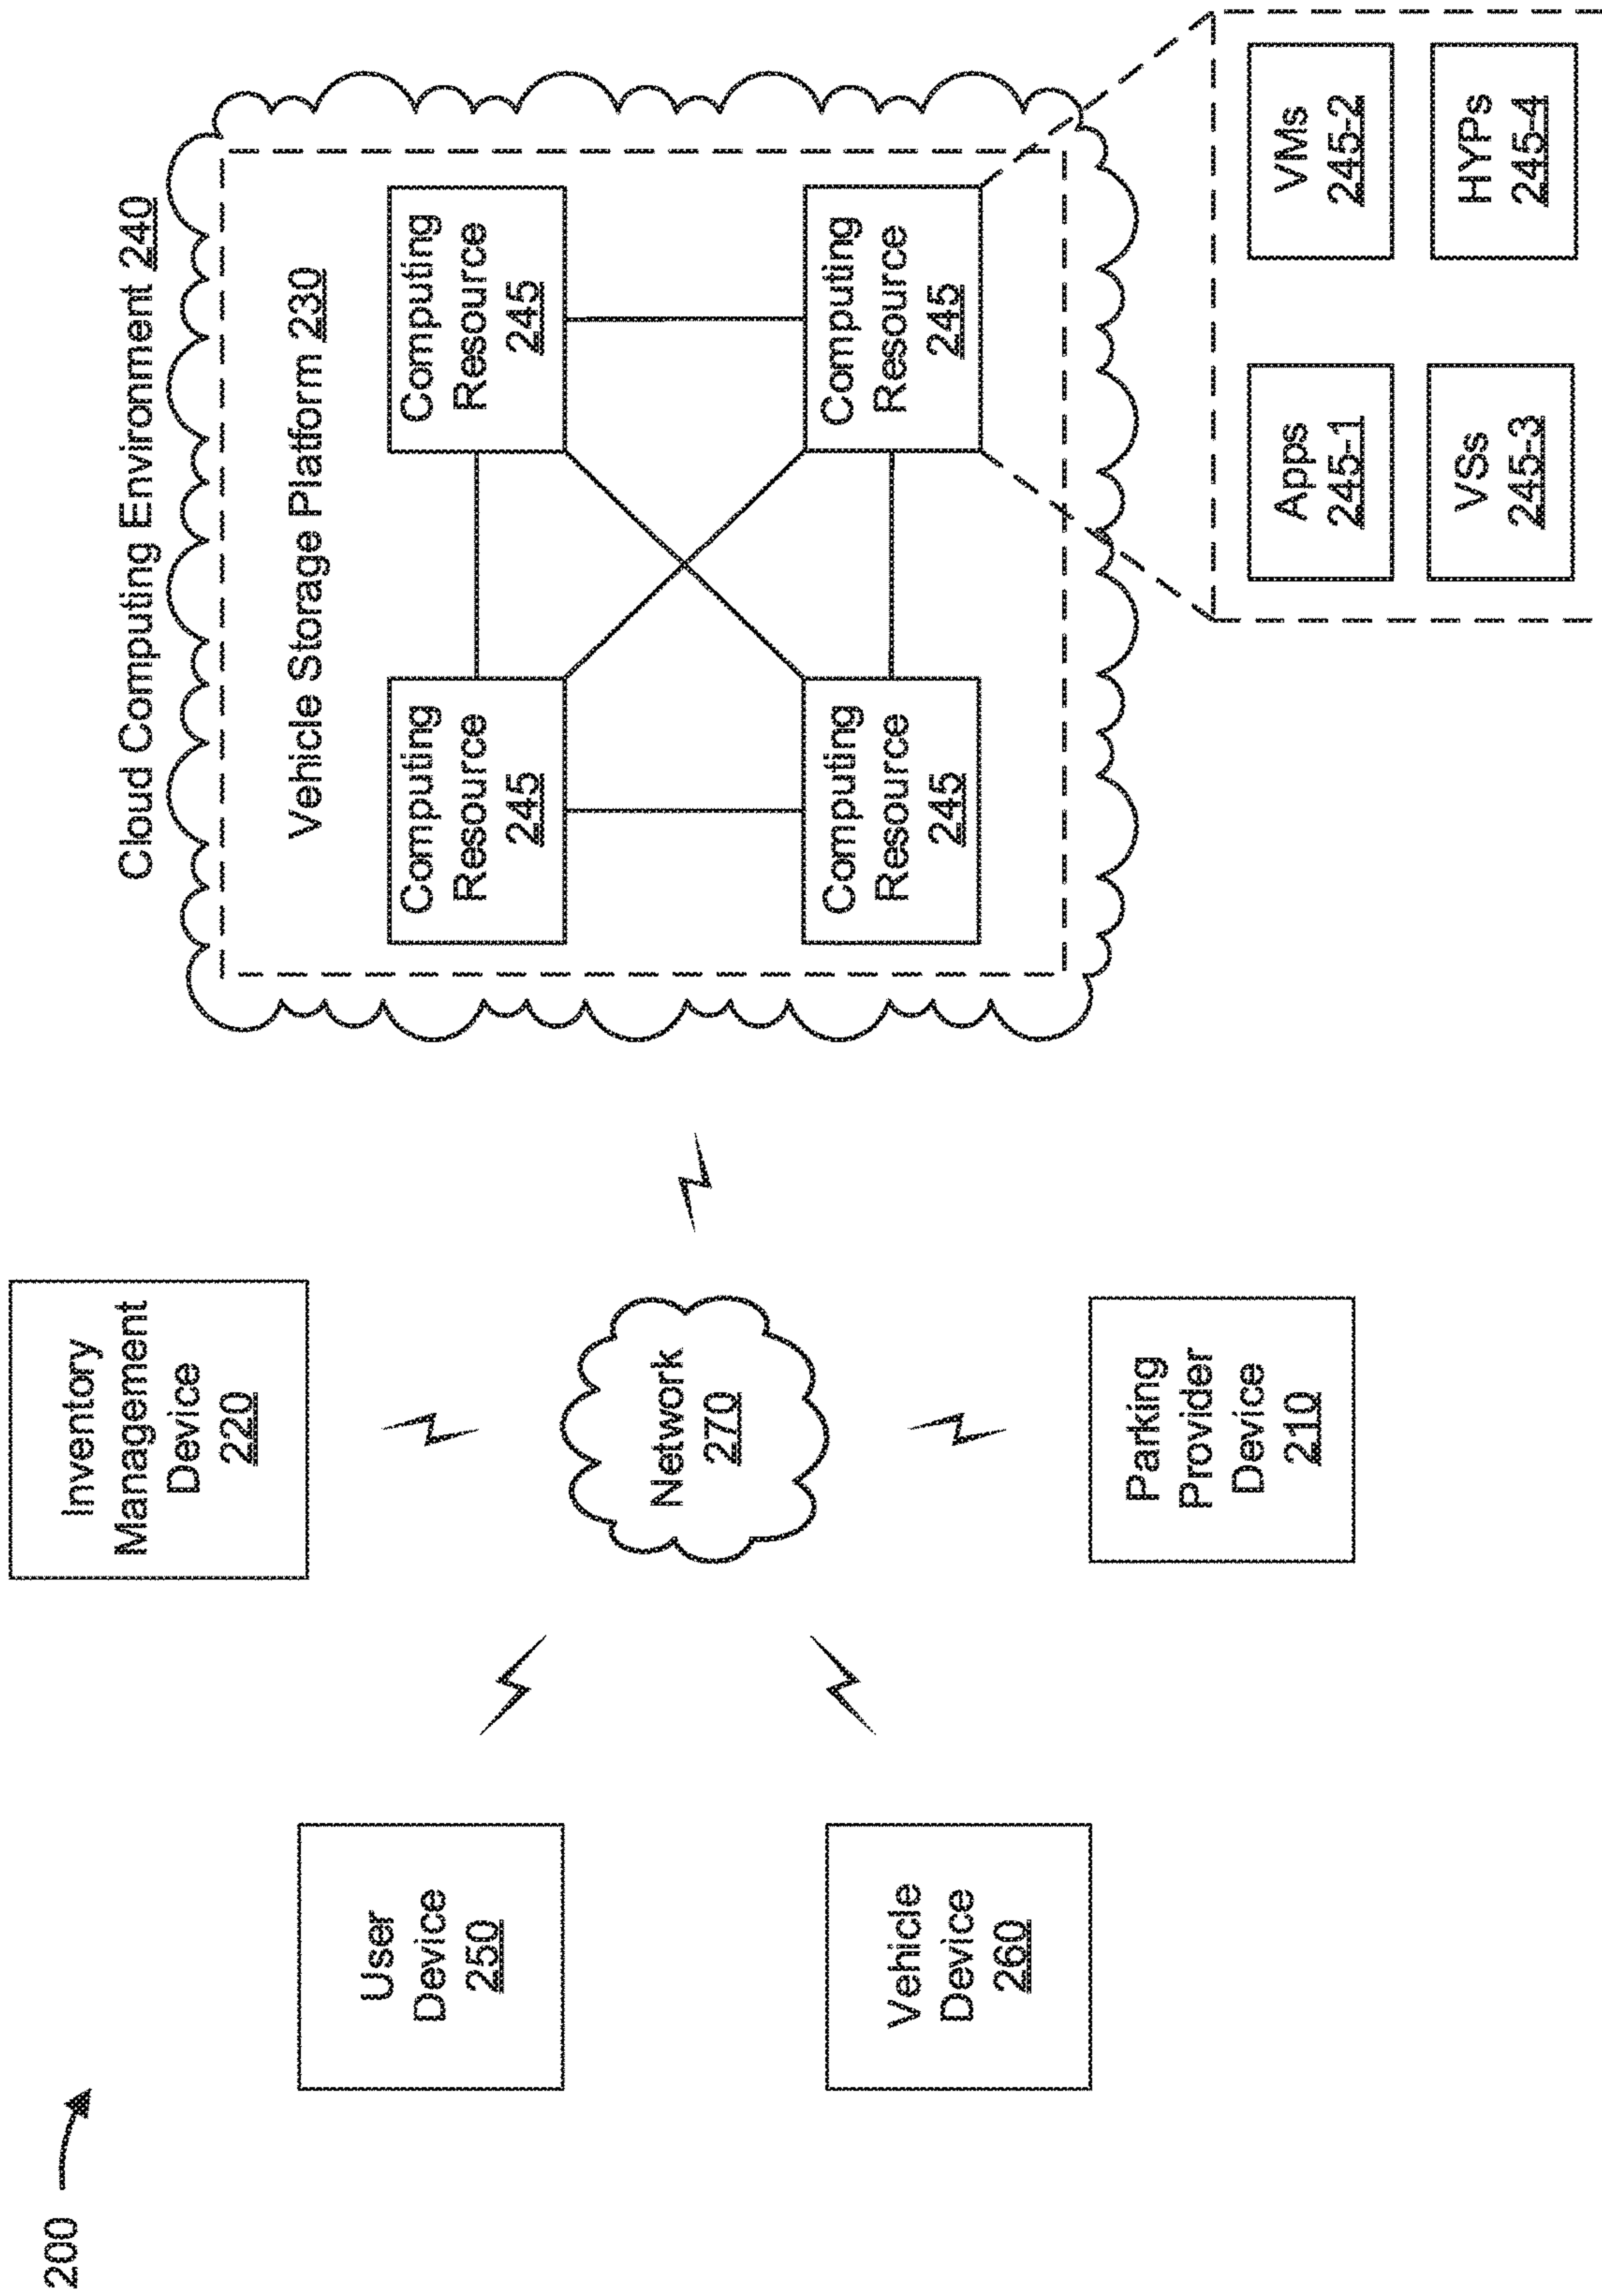 200
Cloud Computing Environment 240
Vehicle Storage Platform 230
Inventory
Management
Device
220
User
Device
250
Computing
Resource
245
Computing
Resource
245
Network
270
Vehicle
Device
260
Computing
Resource
245
Computing
Resource
245
Parking
Provider
Device
210
Apps
245-1
VMs
245-2
VSs
245-3
HYPs
245-4